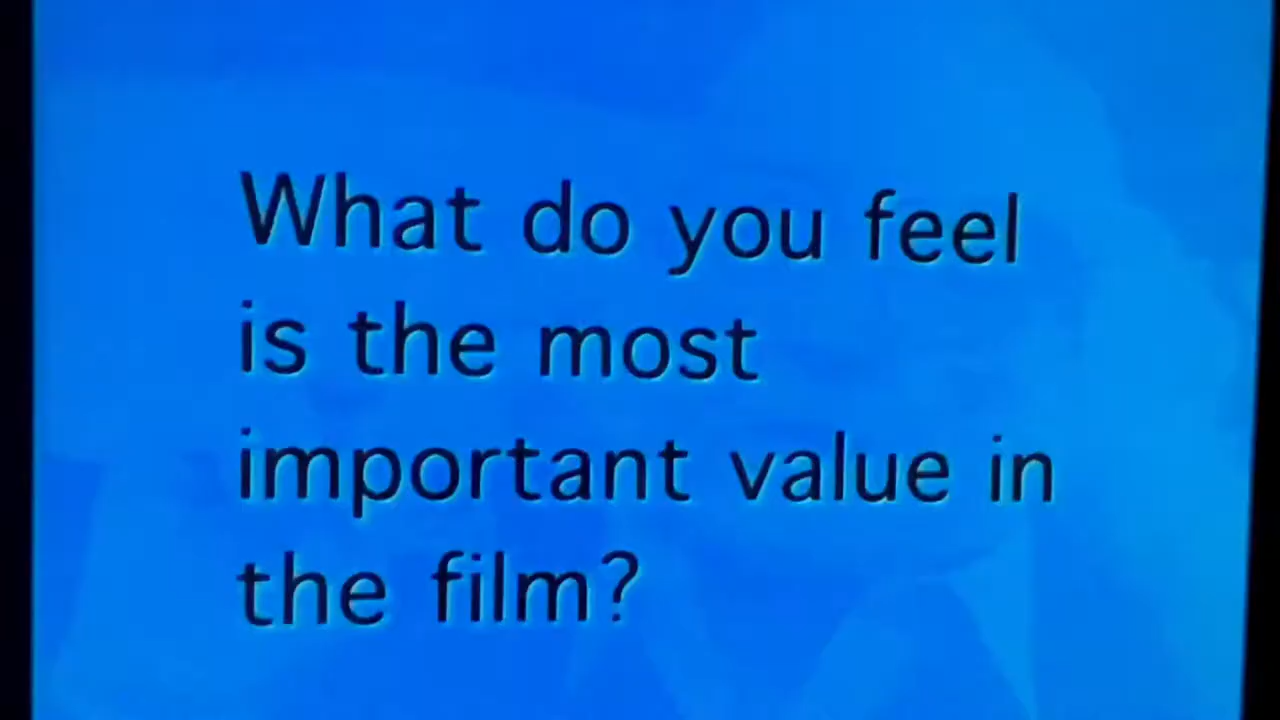 What do you feel
is the most
important value in
the film?